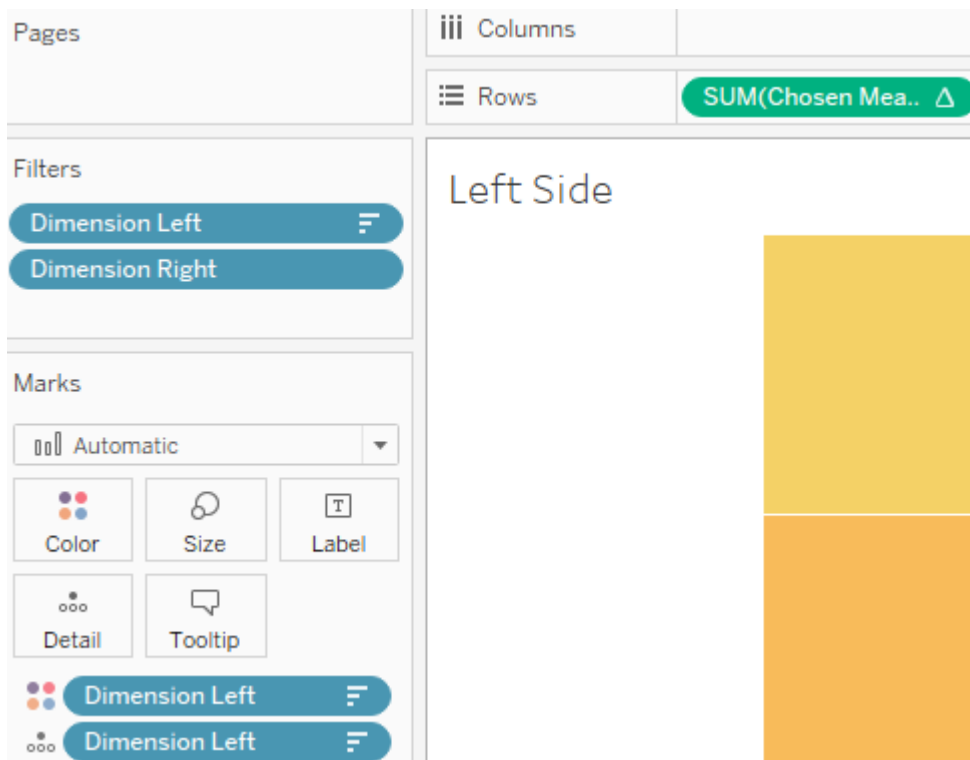 Pages
Columns
Rows
SUM(Chosen Mea..
Filters
Dimension Left
Dimension Right
Left Side
Marks
Automatic
Color
Size
T
Label
Detail
Tooltip
Dimension Left
Dimension Left